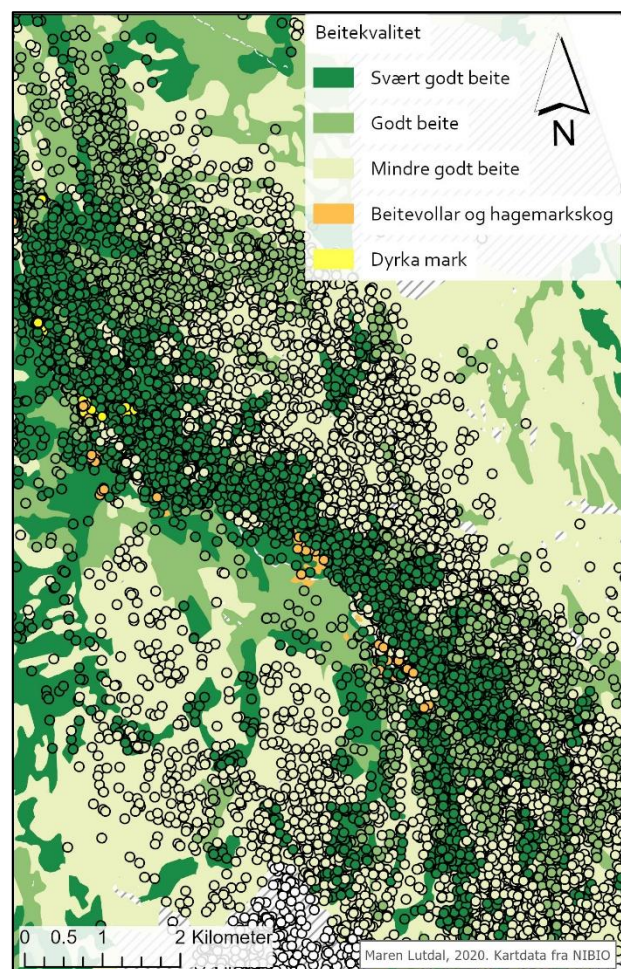 Beitekvalitet
Svært godt beite
Godt beite
Mindre godt beite
Beitevollar og hagemarkskog
Dyrka mark
N
0 0.5 1 2 Kilometer
Maren Lutdal, 2020. Kartdata fra NIBIO